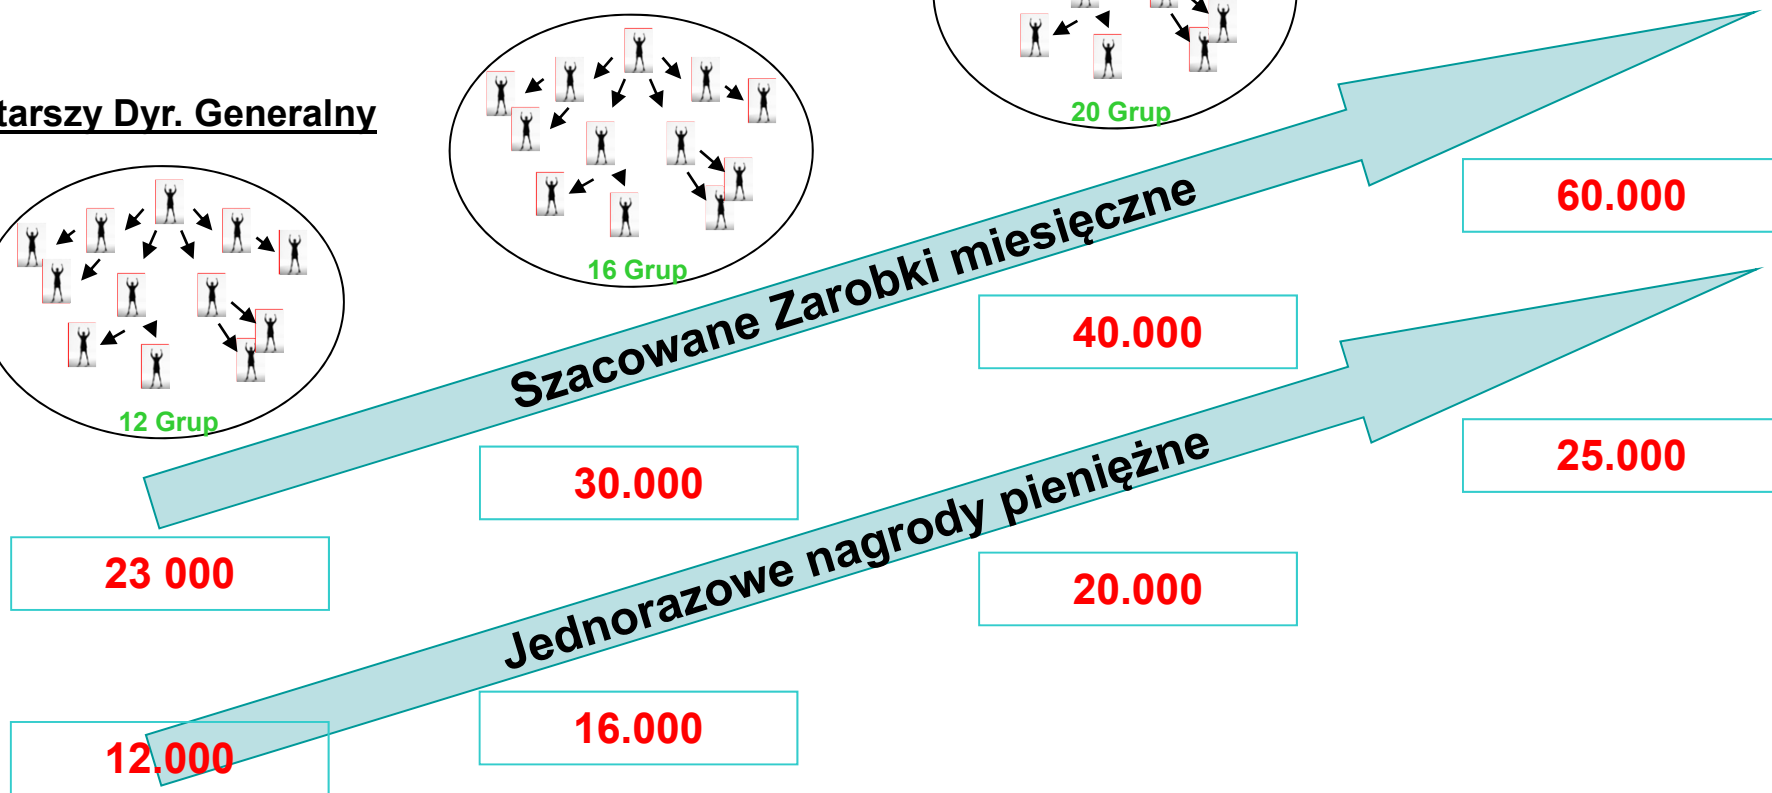 20 Grup
tarszy Dyr. Generalny
60.000
Szacowane Zarobki miesięczne
16 Grup
40.000
12 Grup
25.000
30.000
Jednorazowe nagrody pieniężne
23 000
20.000
16.000
12.000